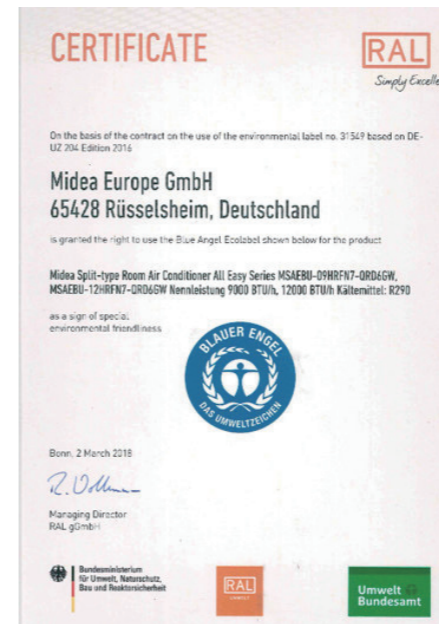 CERTIFICATE
RAL
Simply Excelle
On the basis of the contract on the use of the environmental label no. 31549 based on DE-
UZ 204 Edition 2016
Midea Europe GmbH
65428 Rüsselsheim, Deutschland
is granted the right to use the Blue Angel Ecolabel shown below for the product
Midea Split-type Room Air Conditioner All Easy Series MSAEBU-09HRFN7-QRD6GW,
MSAEBU-12HRFN7-QRD6GW Nennleistung 9000 BTU/h, 12000 BTU/h Kältemittel: R290
as a sign of special
environmental friendliness
BLAUER ENGEL
DAS UMWELTZEICHEN
Bonn, 2 March 2018
Managing Director
RAL gGmbH
Bundesministerium
für Umwelt, Naturschutz,
Bau und Reaktorsicherheit
RAL
UMWELT
Umwelt
Bundesamt